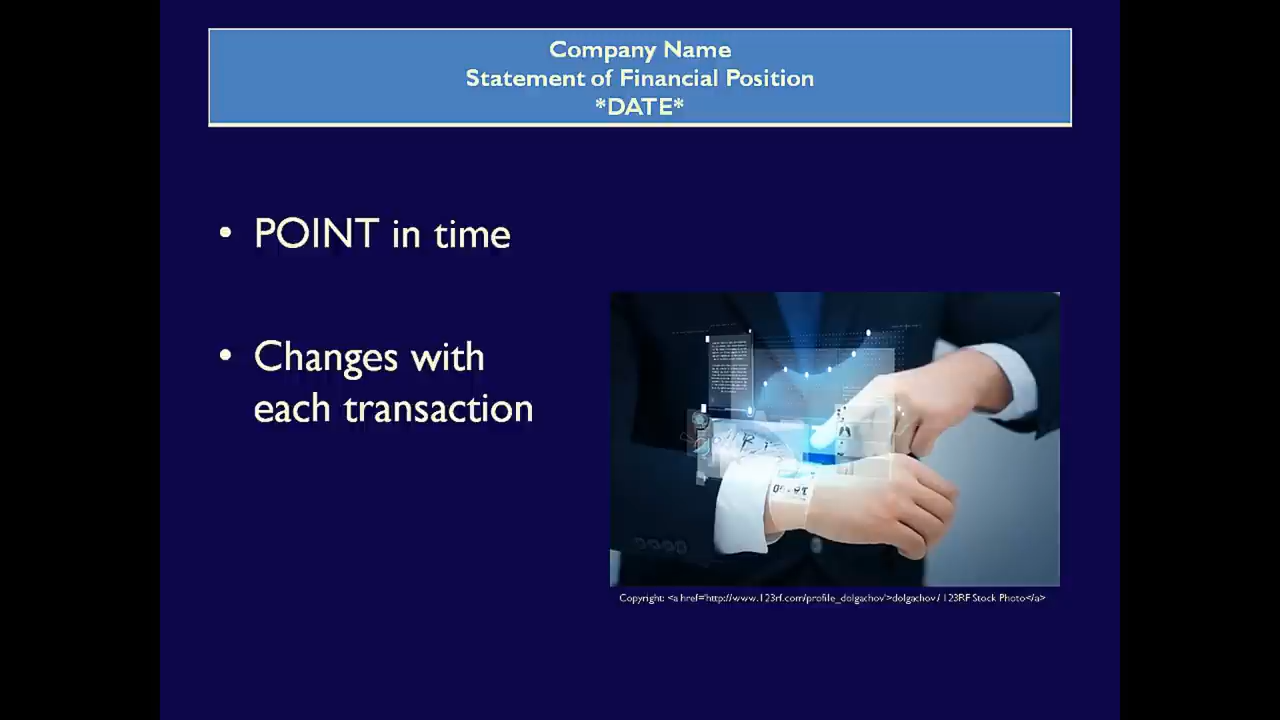 Company Name
Statement of Financial Position
*DATE*
• POINT in time
• Changes with
each transaction
Copyright: <a href='http://www.123rf.com/profile_dolgachov'>dolgachov / 123RF Stock Photo</a>